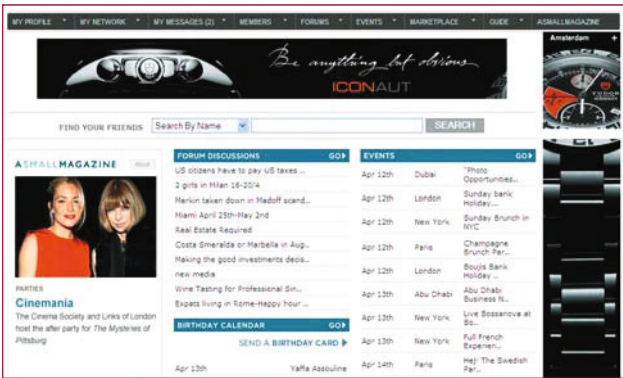 MY PROFILE
MY NETWORK
MY MESSAGES (2)
MEMBERS
FORUMS
EVENTS
MARKETPLACE
GUIDE
ASMALLMAGAZINE
Be anything but obvious
ICONAUT
Amsterdam +
TUDOR
FIND YOUR FRIENDS
Search By Name
SEARCH
ASMALLMAGAZINE
PARTIES
Cinemania
The Cinema Society and Links of London
host the after party for The Mysteries of
Pittsburg
FORUM DISCUSSIONS GO
US citizens have to pay US taxes ...
2 girls in Milan 16-20/4
Merkin taken down in Madoff scand...
Miami April 25th-May 2nd
Real Estate Required
Costa Smeralda or Marbella in Aug...
Making the good investments decis...
new media
Wine Tasting for Professional Sin...
Expats living in Rome-Happy hour ...
BIRTHDAY CALENDAR GO
SEND A BIRTHDAY CARD
Apr 13th Yaffa Assouline
EVENTS GO
Apr 12th Dubai "Photo
Opportunities...
Apr 12th London Sunday bank
Holiday....
Apr 12th New York Sunday Brunch in
NYC
Apr 12th Paris Champagne
Brunch Par...
Apr 12th London Boujis Bank
Holiday ...
Apr 13th Abu Dhabi Abu Dhabi
Business N...
Apr 13th New York Live Bossanova at
So...
Apr 13th New York Full French
Experien...
Apr 14th Paris Hej! The Swedish
Par...